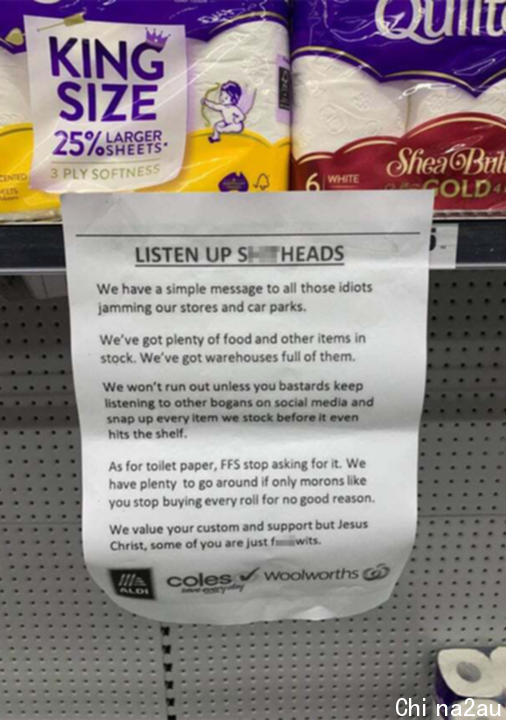 Quilt
KING
SIZE
25% LARGER
SHEETS*
3 PLY SOFTNESS
6 WHITE
Shea
GOLD
LISTEN UP S HEADS
We have a simple message to all those idiots
jamming our stores and car parks.
We've got plenty of food and other items in
stock. We've got warehouses full of them.
We won't run out unless you bastards keep
listening to other bogans on social media and
snap up every item we stock before it even
hits the shelf.
As for toilet paper, FFS stop asking for it. We
have plenty to go around if only morons like
you stop buying every roll for no good reason.
We value your custom and support but Jesus
Christ, some of you are just f wits.
ALDI coles woolworths
save everyday
Chi na2au